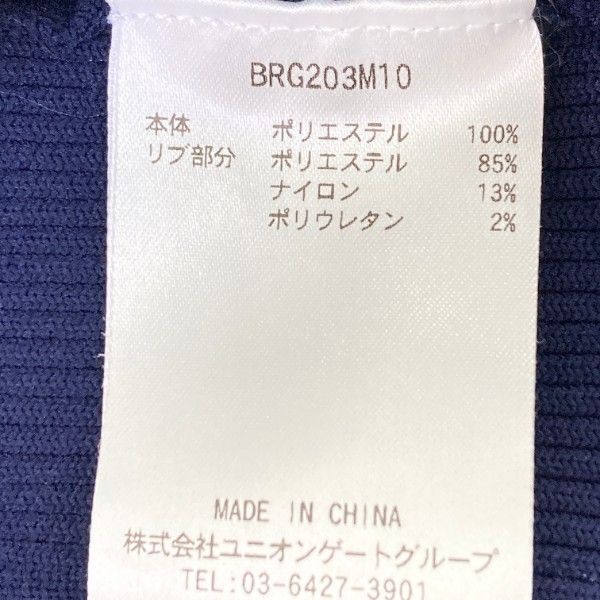 BRG203M10
本体 ポリエステル 100%
リブ部分 ポリエステル 85%
ナイロン 13%
ポリウレタン 2%
MADE IN CHINA
株式会社ユニオンゲートグループ
TEL:03-6427-3901